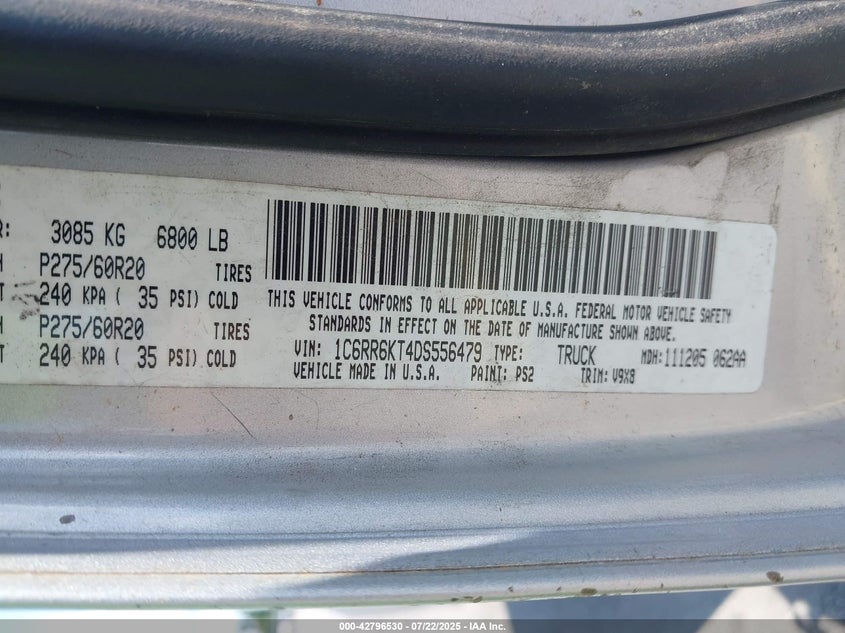 R: 3085 KG 6800 LB
P275/60R20 TIRES
240 KPA ( 35 PSI) COLD
P275/60R20 TIRES
240 KPA ( 35 PSI) COLD
THIS VEHICLE CONFORMS TO ALL APPLICABLE U.S.A. FEDERAL MOTOR VEHICLE SAFETY
STANDARDS IN EFFECT ON THE DATE OF MANUFACTURE SHOWN ABOVE.
VIN: 1C6RR6KT4DS556479 TYPE: TRUCK MDH:111205 062AA
VEHICLE MADE IN U.S.A. PAINT: PS2 TRIM: V9X8
000-42796530 - 07/22/2025 - IAA Inc.